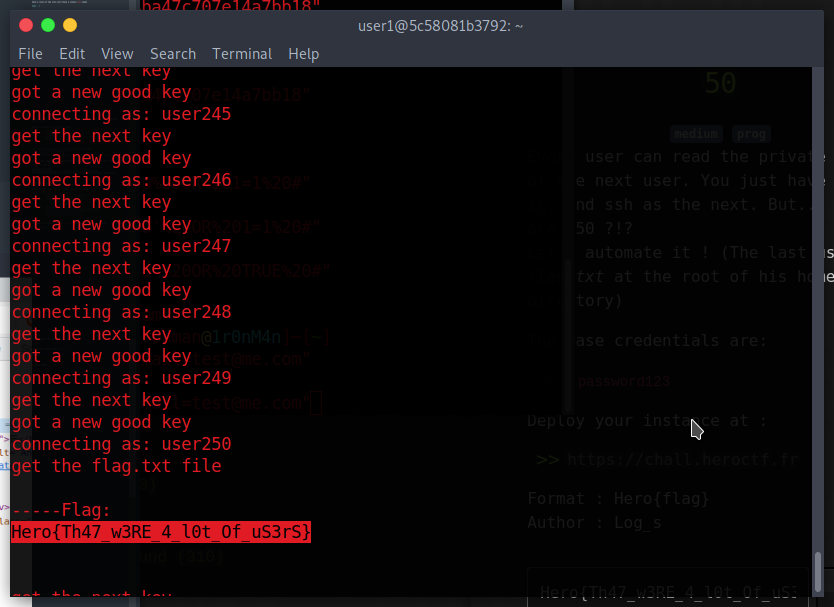 ba47c707e14a7bb18"
user1@5c58081b3792: ~
File Edit View Search Terminal Help
get the next key
got a new good key
connecting as: user245
get the next key
got a new good key
connecting as: user246
get the next key
got a new good key
connecting as: user247
get the next key
got a new good key
connecting as: user248
get the next key
got a new good key
connecting as: user249
get the next key
got a new good key
connecting as: user250
get the flag.txt file
-----Flag:
Hero{Th47_w3RE_4_l0t_Of_uS3rS}
get the next key
50
medium prog
user can read the private
e next user. You just have
nd ssh as the next. But..
50 ?!?
automate it ! (The last us
txt at the root of his home
tory)
ase credentials are:
password123
Deploy your instance at :
>> https://chall.heroctf.fr
Format : Hero{flag}
Author : Log_s
Hero{Th47_w3RE_4_l0t_Of_uS3